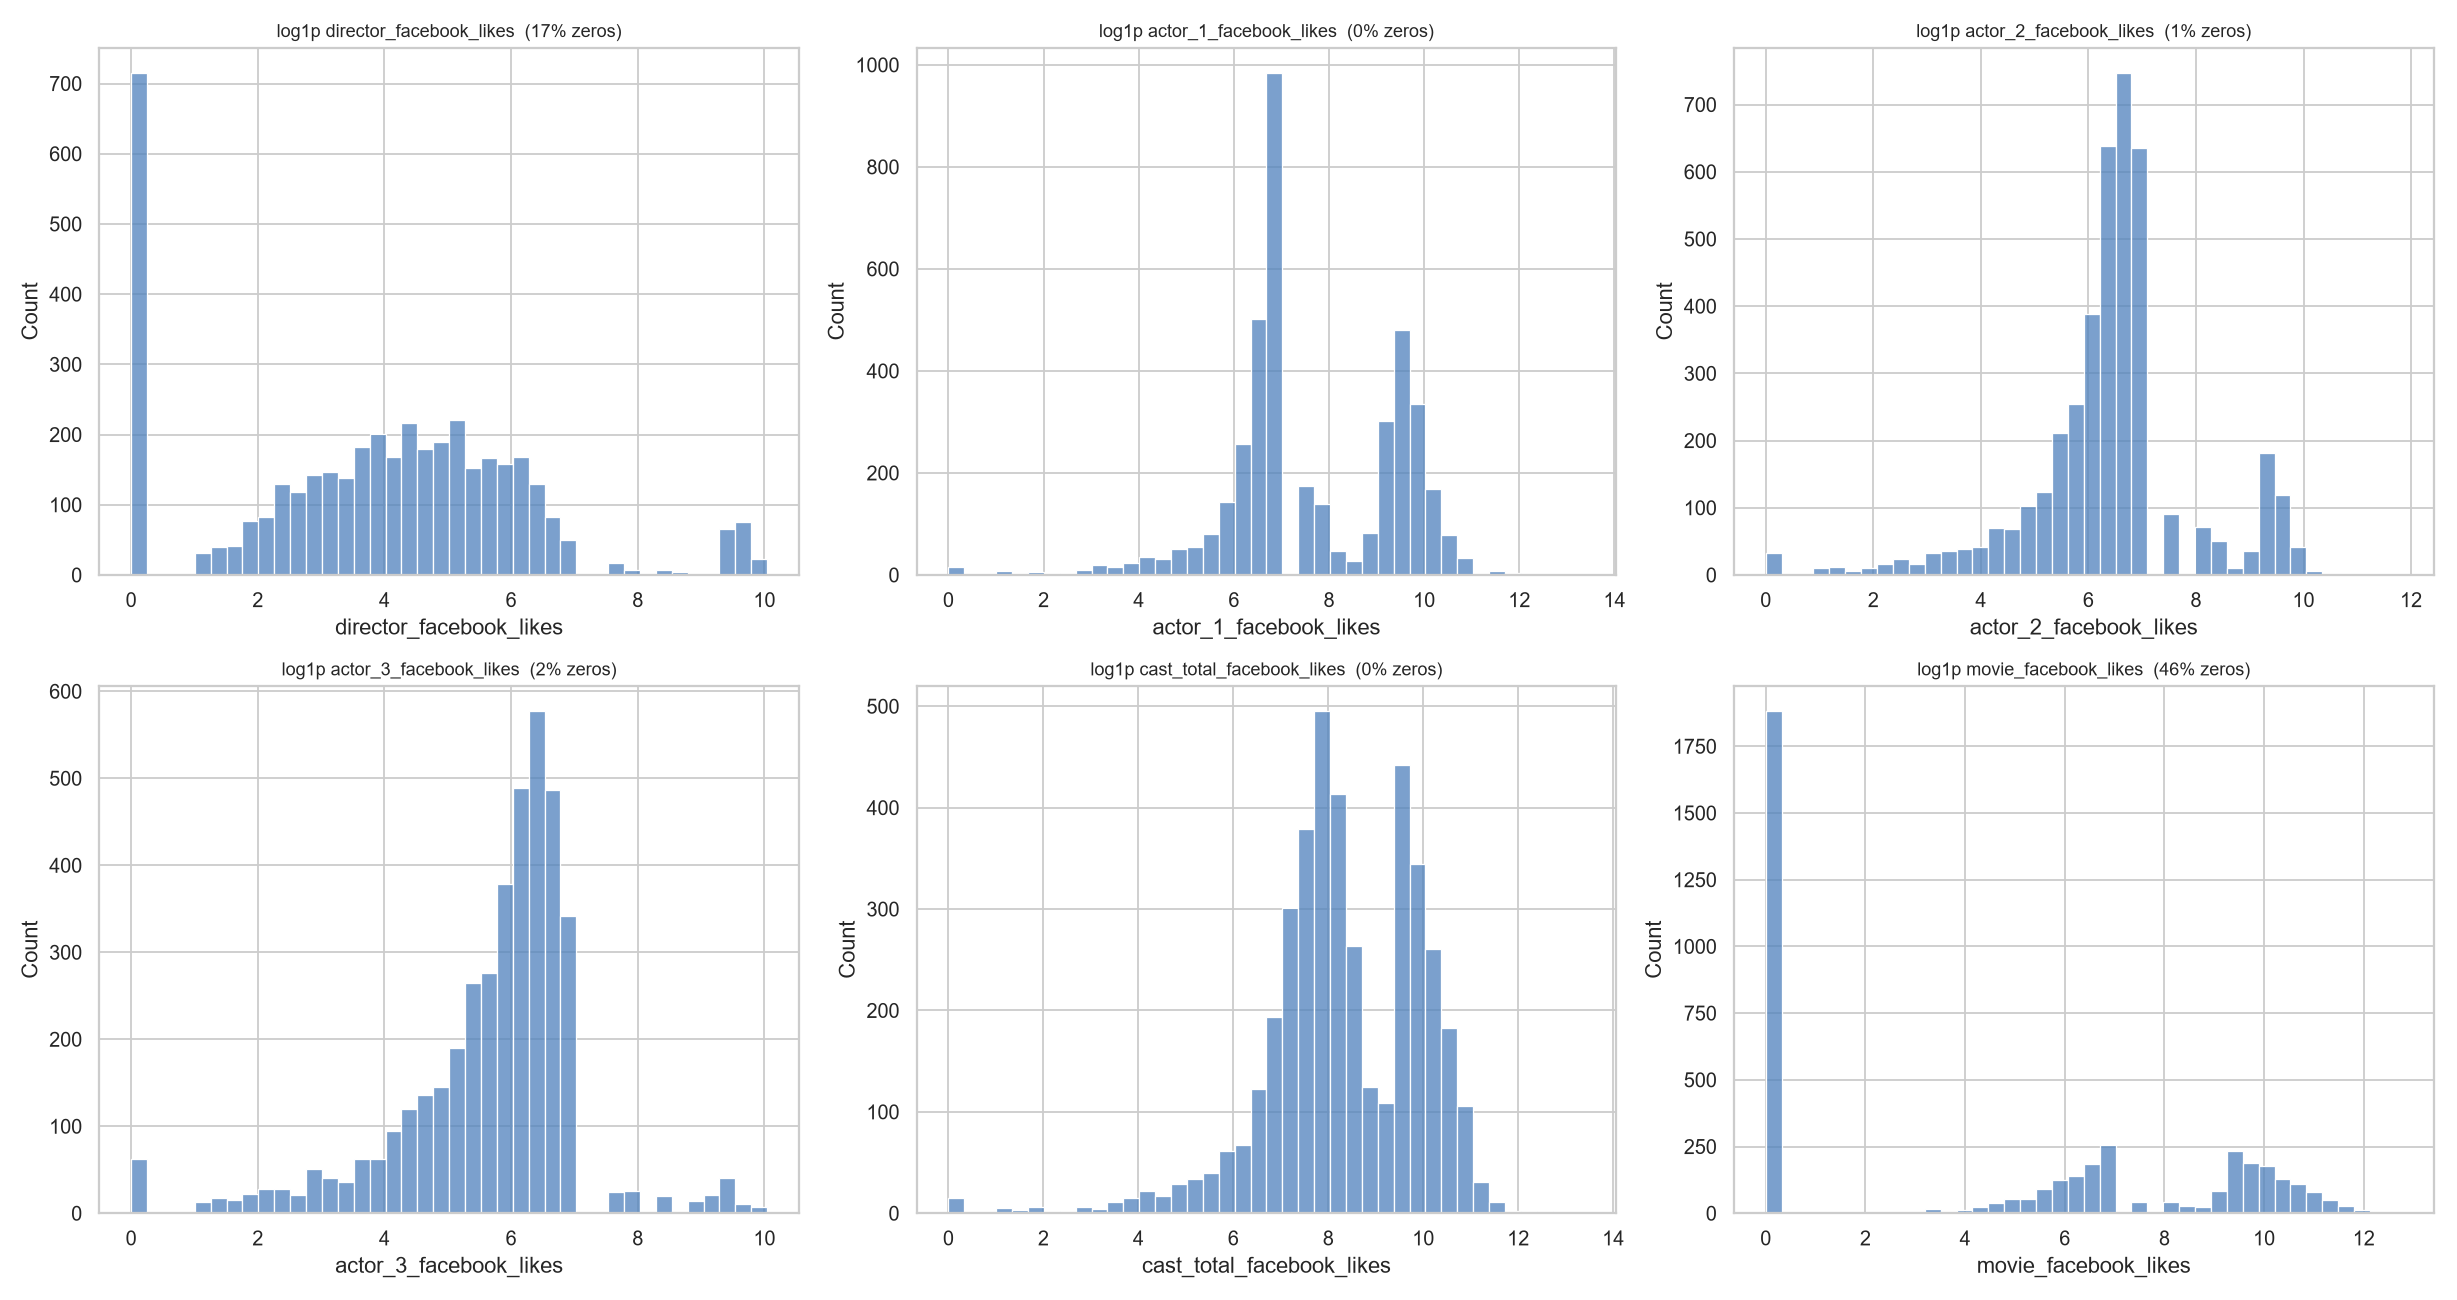 log1p director_facebook_likes  (17% zeros)
Count
700
600
500
400
300
200
100
0
0 2 4 6 8 10
director_facebook_likes
log1p actor_1_facebook_likes  (0% zeros)
Count
1000
800
600
400
200
0
0 2 4 6 8 10 12 14
actor_1_facebook_likes
log1p actor_2_facebook_likes  (1% zeros)
Count
700
600
500
400
300
200
100
0
0 2 4 6 8 10 12
actor_2_facebook_likes
log1p actor_3_facebook_likes  (2% zeros)
Count
600
500
400
300
200
100
0
0 2 4 6 8 10
actor_3_facebook_likes
log1p cast_total_facebook_likes  (0% zeros)
Count
500
400
300
200
100
0
0 2 4 6 8 10 12 14
cast_total_facebook_likes
log1p movie_facebook_likes  (46% zeros)
Count
1750
1500
1250
1000
750
500
250
0
0 2 4 6 8 10 12
movie_facebook_likes